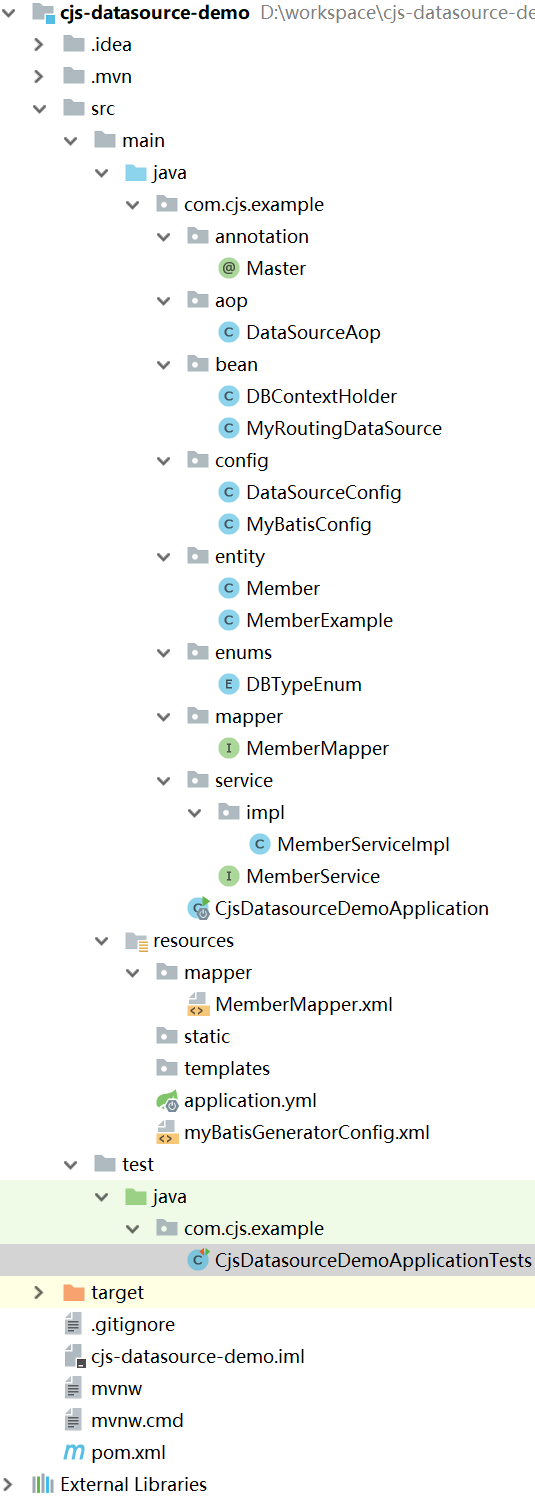 cjs-datasource-demo D:\workspace\cjs-datasource-de
.idea
.mvn
src
main
java
com.cjs.example
annotation
@ Master
aop
C DataSourceAop
bean
C DBContextHolder
C MyRoutingDataSource
config
C DataSourceConfig
C MyBatisConfig
entity
C Member
C MemberExample
enums
E DBTypeEnum
mapper
I MemberMapper
service
impl
C MemberServiceImpl
I MemberService
C CjsDatasourceDemoApplication
resources
mapper
<> MemberMapper.xml
static
templates
application.yml
<> myBatisGeneratorConfig.xml
test
java
com.cjs.example
C CjsDatasourceDemoApplicationTests
target
.gitignore
cjs-datasource-demo.iml
mvnw
mvnw.cmd
m pom.xml
External Libraries